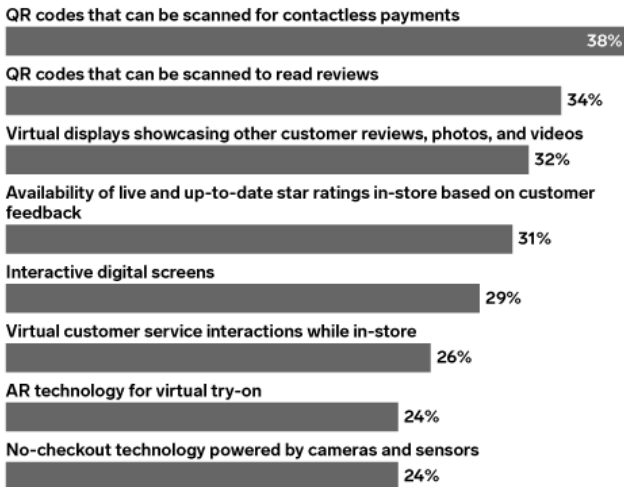 QR codes that can be scanned for contactless payments
38%
QR codes that can be scanned to read reviews
34%
Virtual displays showcasing other customer reviews, photos, and videos
32%
Availability of live and up-to-date star ratings in-store based on customer
feedback
31%
Interactive digital screens
29%
Virtual customer service interactions while in-store
26%
AR technology for virtual try-on
24%
No-checkout technology powered by cameras and sensors
24%